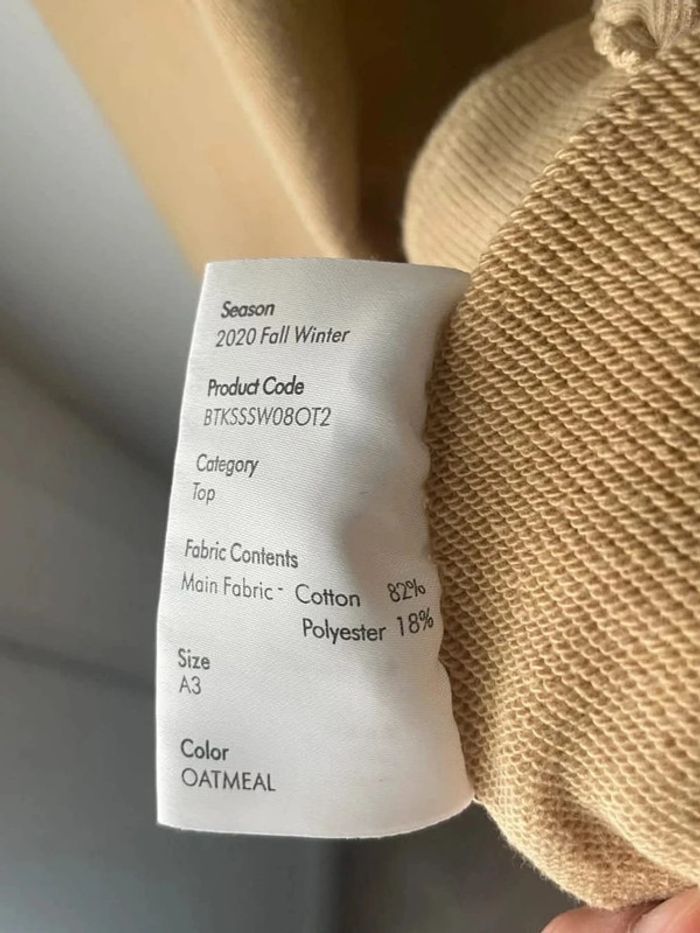 Season
2020 Fall Winter
Product Code
BTKSSSW08OT2
Category
Top
Fabric Contents
Main Fabric - Cotton 82%
Polyester 18%
Size
A3
Color
OATMEAL